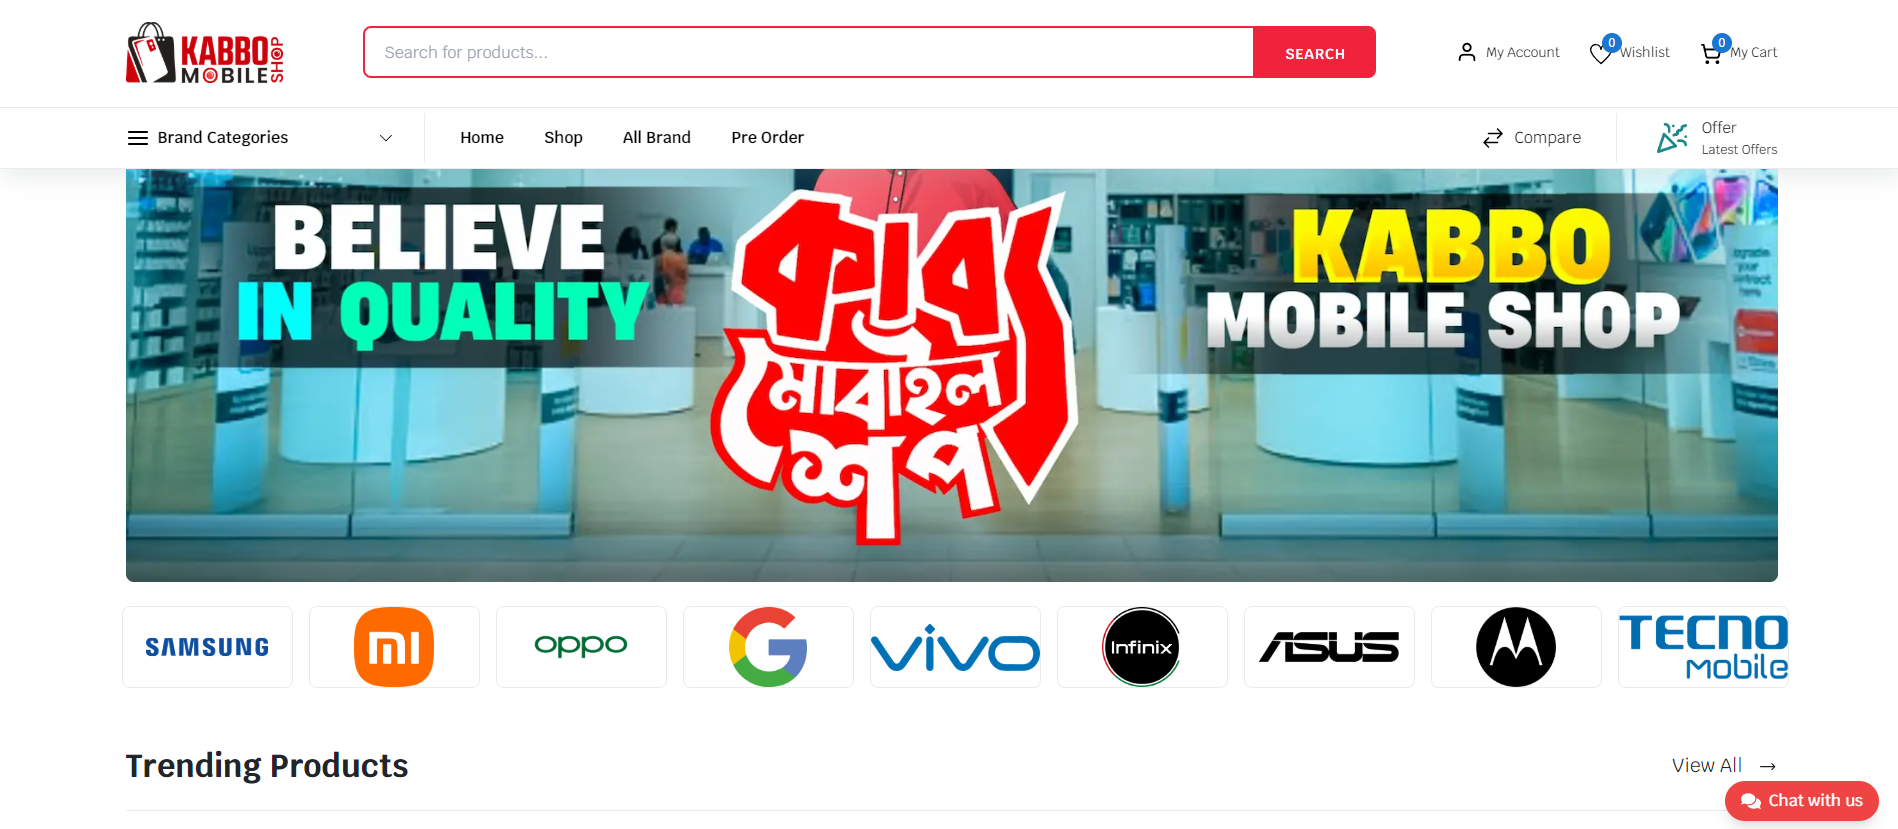 KABBO
MOBILE
SHOP
Search for products...
SEARCH
My Account
0
Wishlist
0
My Cart
Brand Categories
Home
Shop
All Brand
Pre Order
Compare
Offer
Latest Offers
BELIEVE
IN QUALITY
কাব্য
মোবাইল
শপ
KABBO
MOBILE SHOP
SAMSUNG
mi
oppo
G
vivo
Infinix
ASUS
TECNO
mobile
Trending Products
View All
Chat with us